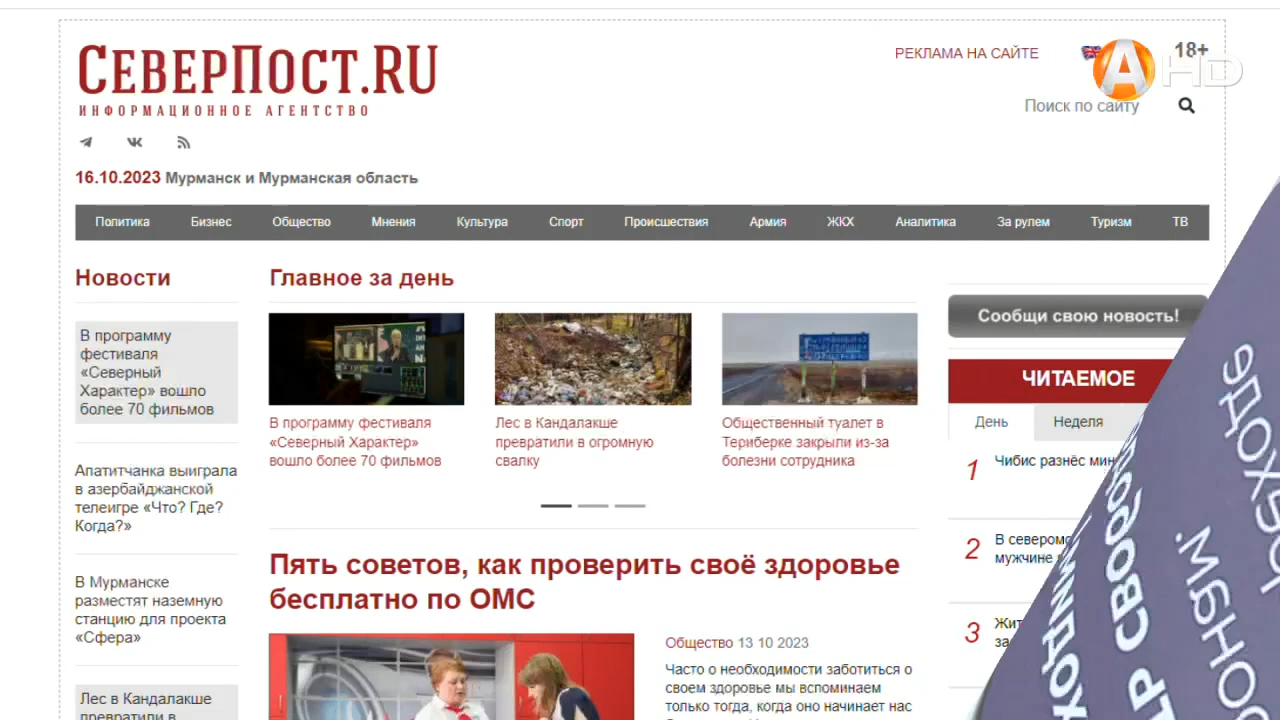 СеверПост.RU
ИНФОРМАЦИОННОЕ АГЕНТСТВО
РЕКЛАМА НА САЙТЕ
18+
А HD
Поиск по сайту
16.10.2023 Мурманск и Мурманская область
Политика Бизнес Общество Мнения Культура Спорт Происшествия Армия ЖКХ Аналитика За рулем Туризм ТВ
Новости
В программу
фестиваля
«Северный
Характер» вошло
более 70 фильмов
Апатитчанка выиграла
в азербайджанской
телеигре «Что? Где?
Когда?»
В Мурманске
разместят наземную
станцию для проекта
«Сфера»
Лес в Кандалакше
превратили в
Главное за день
В программу фестиваля
«Северный Характер»
вошло более 70 фильмов
Лес в Кандалакше
превратили в огромную
свалку
Общественный туалет в
Териберке закрыли из-за
болезни сотрудника
Пять советов, как проверить своё здоровье
бесплатно по ОМС
Общество 13 10 2023
Часто о необходимости заботиться о
своем здоровье мы вспоминаем
только тогда, когда оно начинает нас
Сообщи свою новость!
ЧИТАЕМОЕ
День Неделя
1 Чибис разнёс
2 В
мужчине
3